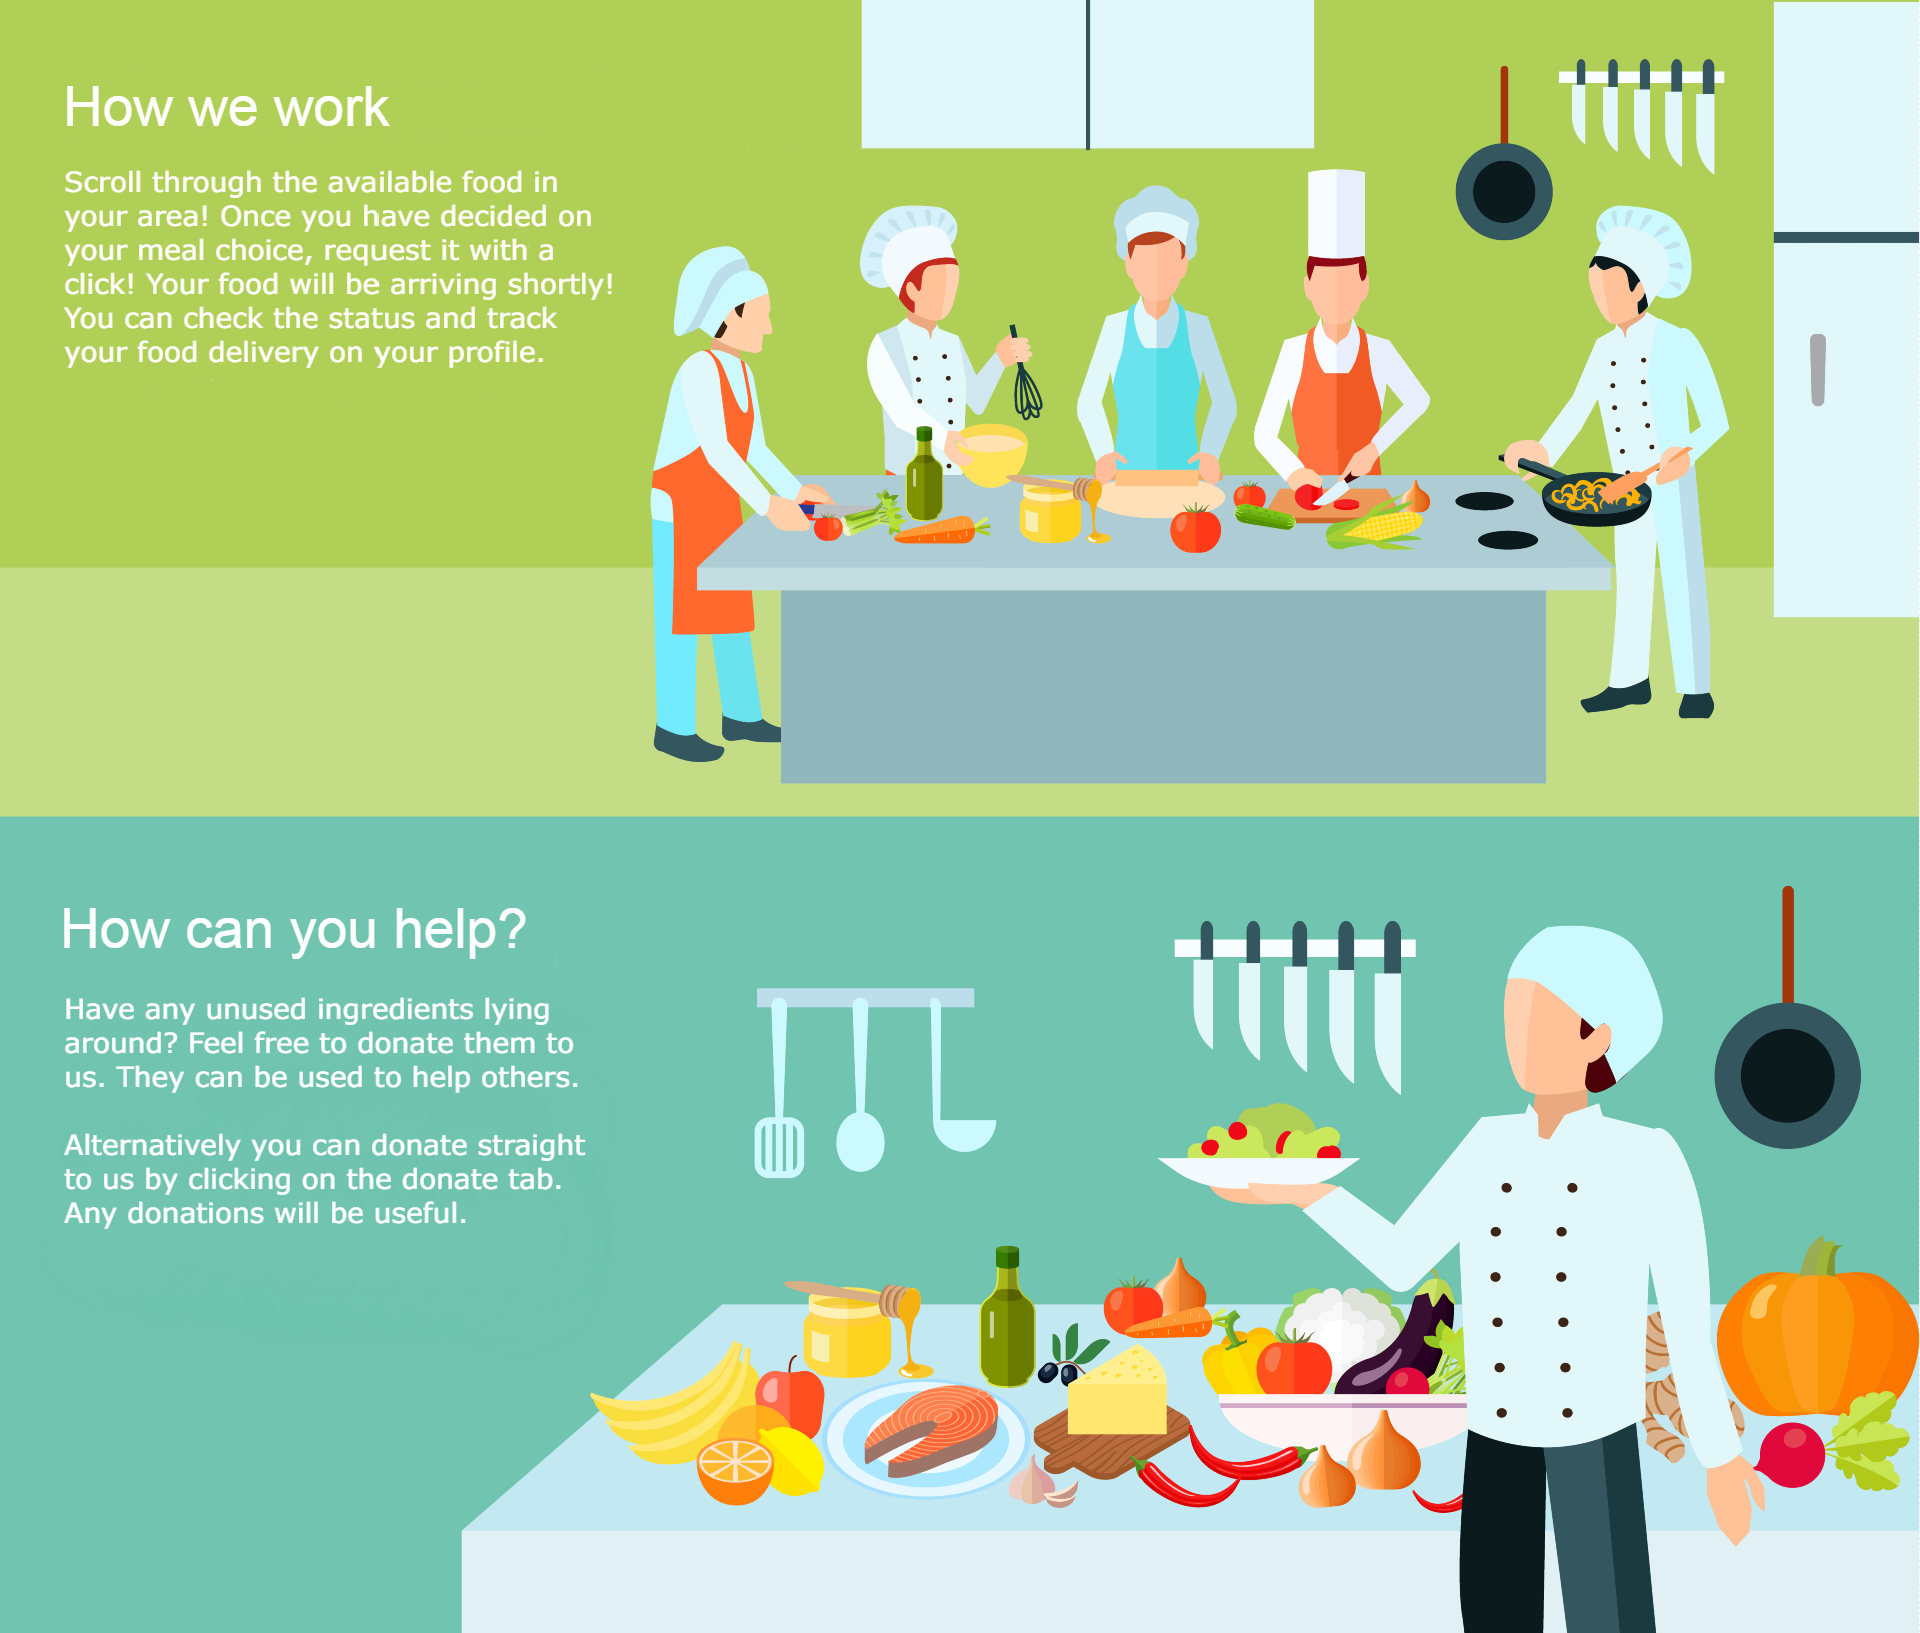 How we work
Scroll through the available food in
your area! Once you have decided on
your meal choice, request it with a
click! Your food will be arriving shortly!
You can check the status and track
your food delivery on your profile.
How can you help?
Have any unused ingredients lying
around? Feel free to donate them to
us. They can be used to help others.
Alternatively you can donate straight
to us by clicking on the donate tab.
Any donations will be useful.